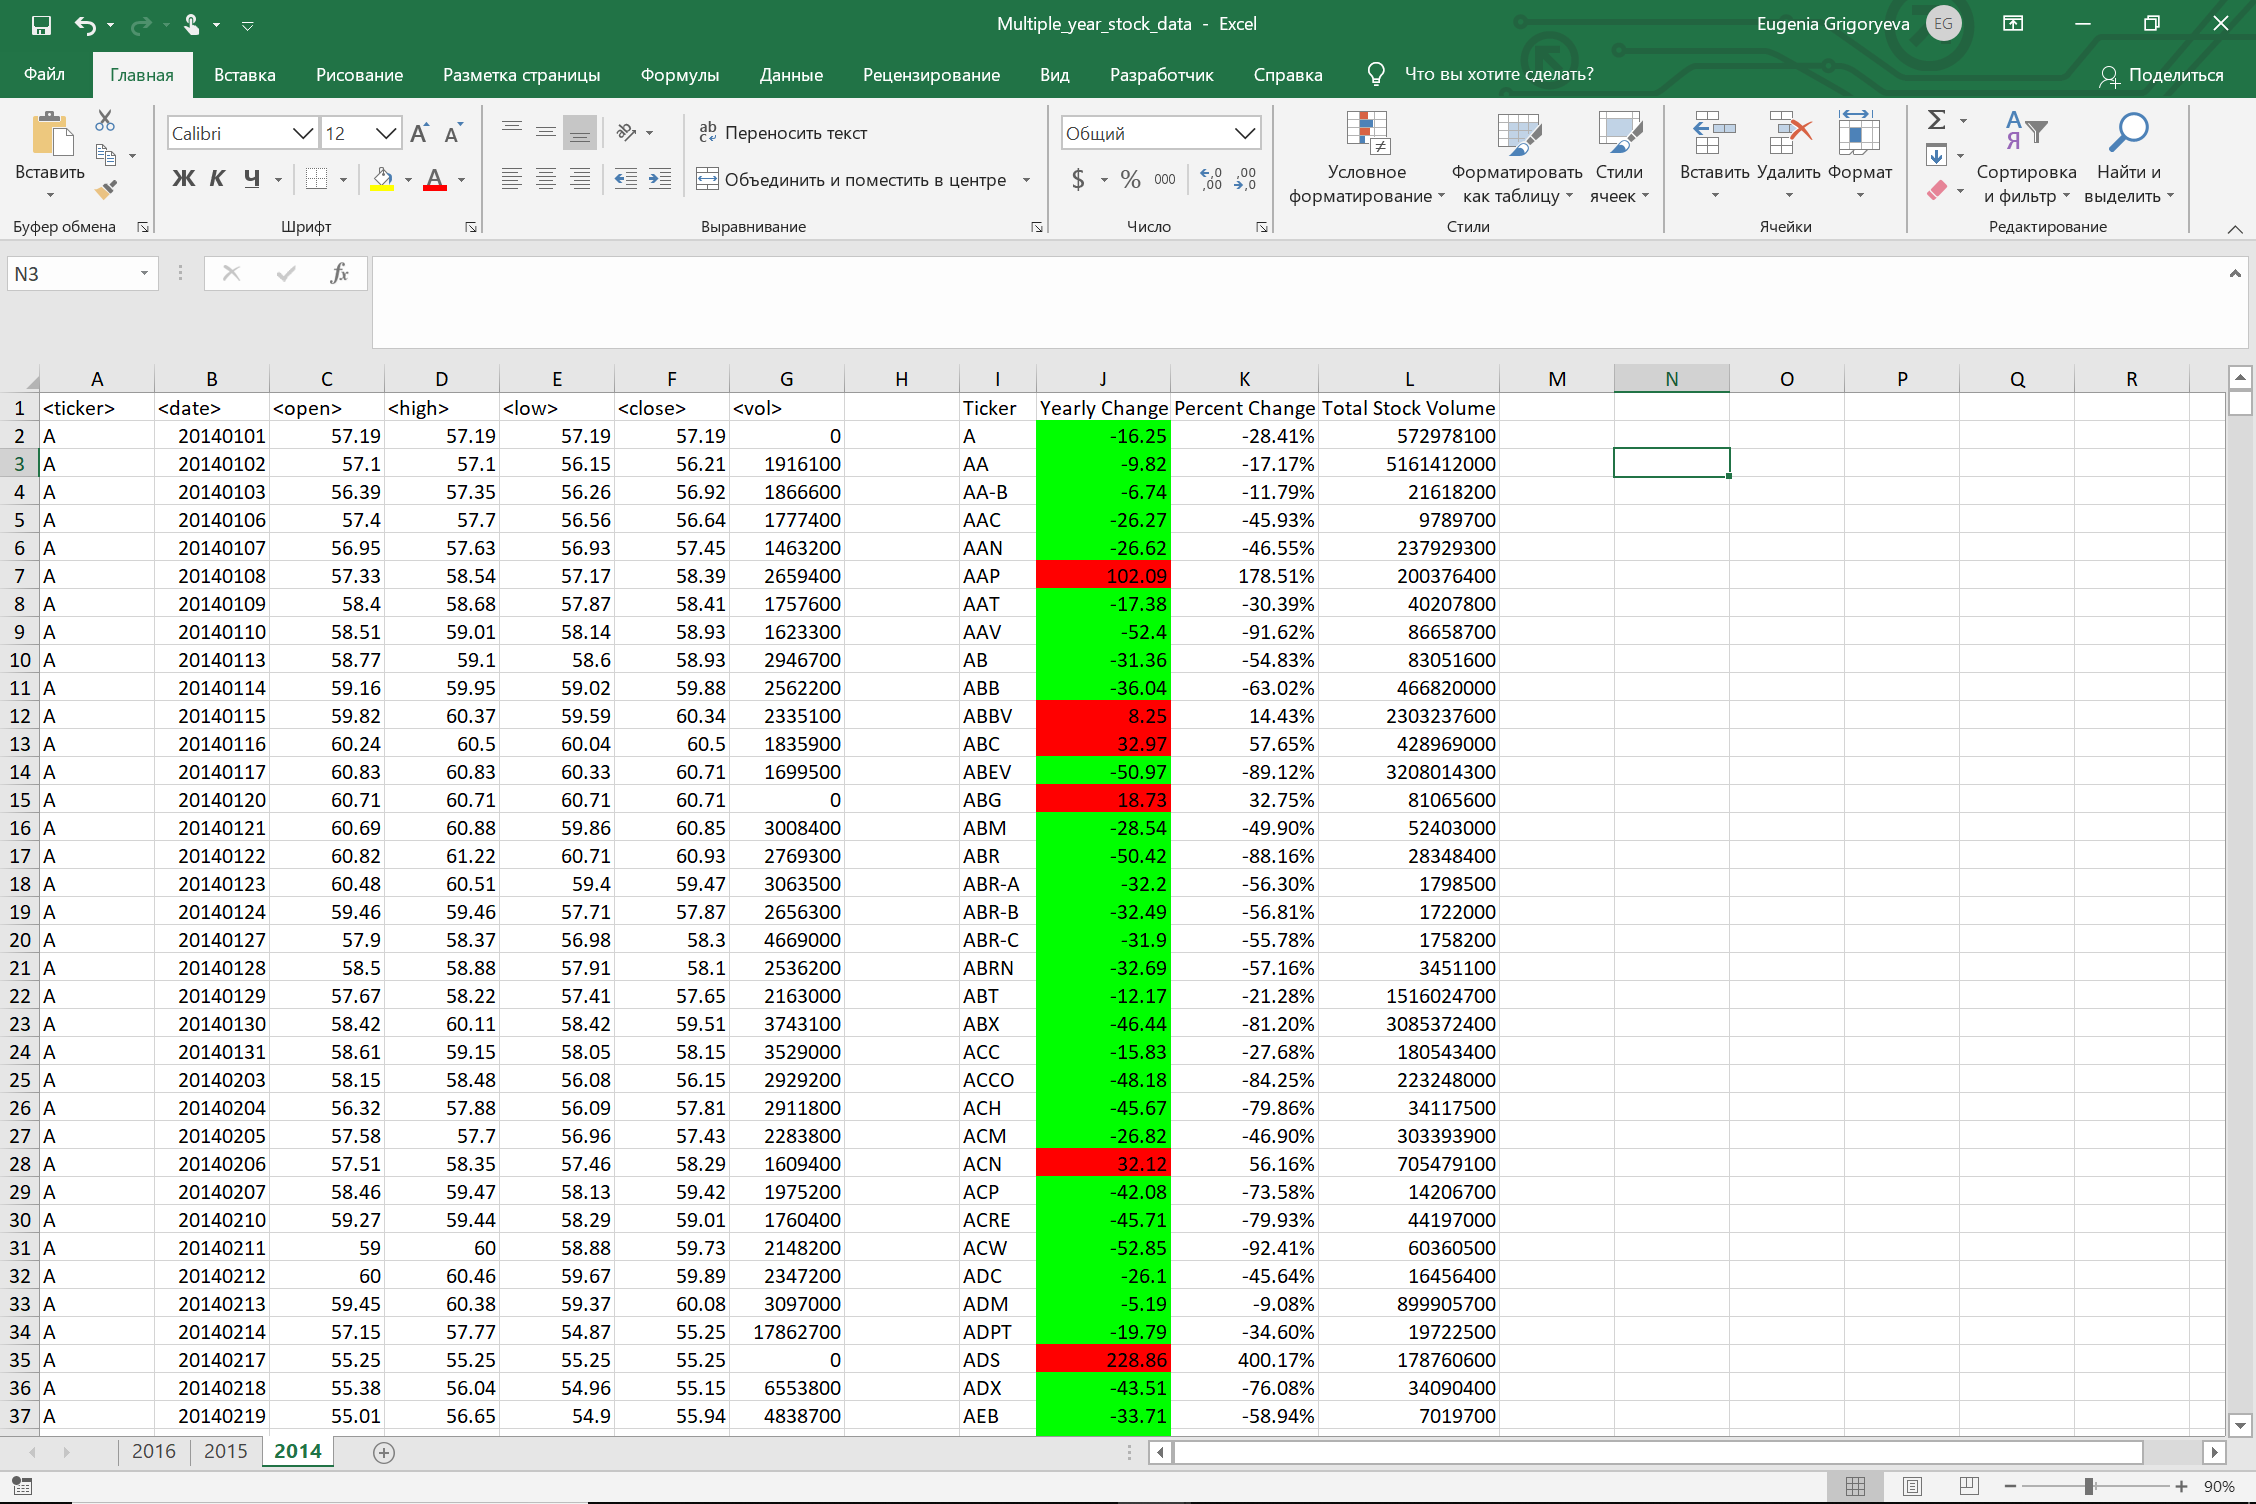 Multiple_year_stock_data - Excel
Eugenia Grigoryeva EG
Файл Главная Вставка Рисование Разметка страницы Формулы Данные Рецензирование Вид Разработчик Справка Что вы хотите сделать? Поделиться
Вставить
Буфер обмена
Calibri 12
Ж К Ч A
Шрифт
Переносить текст
Объединить и поместить в центре
Выравнивание
Общий
$ % 000
Число
Условное форматирование
Форматировать как таблицу
Стили ячеек
Стили
Вставить Удалить Формат
Ячейки
Сортировка и фильтр
Найти и выделить
Редактирование
N3 fx
A B C D E F G H I J K L M N O P Q R
1 <ticker> <date> <open> <high> <low> <close> <vol> Ticker Yearly Change Percent Change Total Stock Volume
2 A 20140101 57.19 57.19 57.19 57.19 0 A -16.25 -28.41% 572978100
3 A 20140102 57.1 57.1 56.15 56.21 1916100 AA -9.82 -17.17% 5161412000
4 A 20140103 56.39 57.35 56.26 56.92 1866600 AA-B -6.74 -11.79% 21618200
5 A 20140106 57.4 57.7 56.56 56.64 1777400 AAC -26.27 -45.93% 9789700
6 A 20140107 56.95 57.63 56.93 57.45 1463200 AAN -26.62 -46.55% 237929300
7 A 20140108 57.33 58.54 57.17 58.39 2659400 AAP 102.09 178.51% 200376400
8 A 20140109 58.4 58.68 57.87 58.41 1757600 AAT -17.38 -30.39% 40207800
9 A 20140110 58.51 59.01 58.14 58.93 1623300 AAV -52.4 -91.62% 86658700
10 A 20140113 58.77 59.1 58.6 58.93 2946700 AB -31.36 -54.83% 83051600
11 A 20140114 59.16 59.95 59.02 59.88 2562200 ABB -36.04 -63.02% 466820000
12 A 20140115 59.82 60.37 59.59 60.34 2335100 ABBV 8.25 14.43% 2303237600
13 A 20140116 60.24 60.5 60.04 60.5 1835900 ABC 32.97 57.65% 428969000
14 A 20140117 60.83 60.83 60.33 60.71 1699500 ABEV -50.97 -89.12% 3208014300
15 A 20140120 60.71 60.71 60.71 60.71 0 ABG 18.73 32.75% 81065600
16 A 20140121 60.69 60.88 59.86 60.85 3008400 ABM -28.54 -49.90% 52403000
17 A 20140122 60.82 61.22 60.71 60.93 2769300 ABR -50.42 -88.16% 28348400
18 A 20140123 60.48 60.51 59.4 59.47 3063500 ABR-A -32.2 -56.30% 1798500
19 A 20140124 59.46 59.46 57.71 57.87 2656300 ABR-B -32.49 -56.81% 1722000
20 A 20140127 57.9 58.37 56.98 58.3 4669000 ABR-C -31.9 -55.78% 1758200
21 A 20140128 58.5 58.88 57.91 58.1 2536200 ABRN -32.69 -57.16% 3451100
22 A 20140129 57.67 58.22 57.41 57.65 2163000 ABT -12.17 -21.28% 1516024700
23 A 20140130 58.42 60.11 58.42 59.51 3743100 ABX -46.44 -81.20% 3085372400
24 A 20140131 58.61 59.15 58.05 58.15 3529000 ACC -15.83 -27.68% 180543400
25 A 20140203 58.15 58.48 56.08 56.15 2929200 ACCO -48.18 -84.25% 223248000
26 A 20140204 56.32 57.88 56.09 57.81 2911800 ACH -45.67 -79.86% 34117500
27 A 20140205 57.58 57.7 56.96 57.43 2283800 ACM -26.82 -46.90% 303393900
28 A 20140206 57.51 58.35 57.46 58.29 1609400 ACN 32.12 56.16% 705479100
29 A 20140207 58.46 59.47 58.13 59.42 1975200 ACP -42.08 -73.58% 14206700
30 A 20140210 59.27 59.44 58.29 59.01 1760400 ACRE -45.71 -79.93% 44197000
31 A 20140211 59 60 58.88 59.73 2148200 ACW -52.85 -92.41% 60360500
32 A 20140212 60 60.46 59.67 59.89 2347200 ADC -26.1 -45.64% 16456400
33 A 20140213 59.45 60.38 59.37 60.08 3097000 ADM -5.19 -9.08% 899905700
34 A 20140214 57.15 57.77 54.87 55.25 17862700 ADPT -19.79 -34.60% 19722500
35 A 20140217 55.25 55.25 55.25 55.25 0 ADS 228.86 400.17% 178760600
36 A 20140218 55.38 56.04 54.96 55.15 6553800 ADX -43.51 -76.08% 34090400
37 A 20140219 55.01 56.65 54.9 55.94 4838700 AEB -33.71 -58.94% 7019700
2016 2015 2014
90%